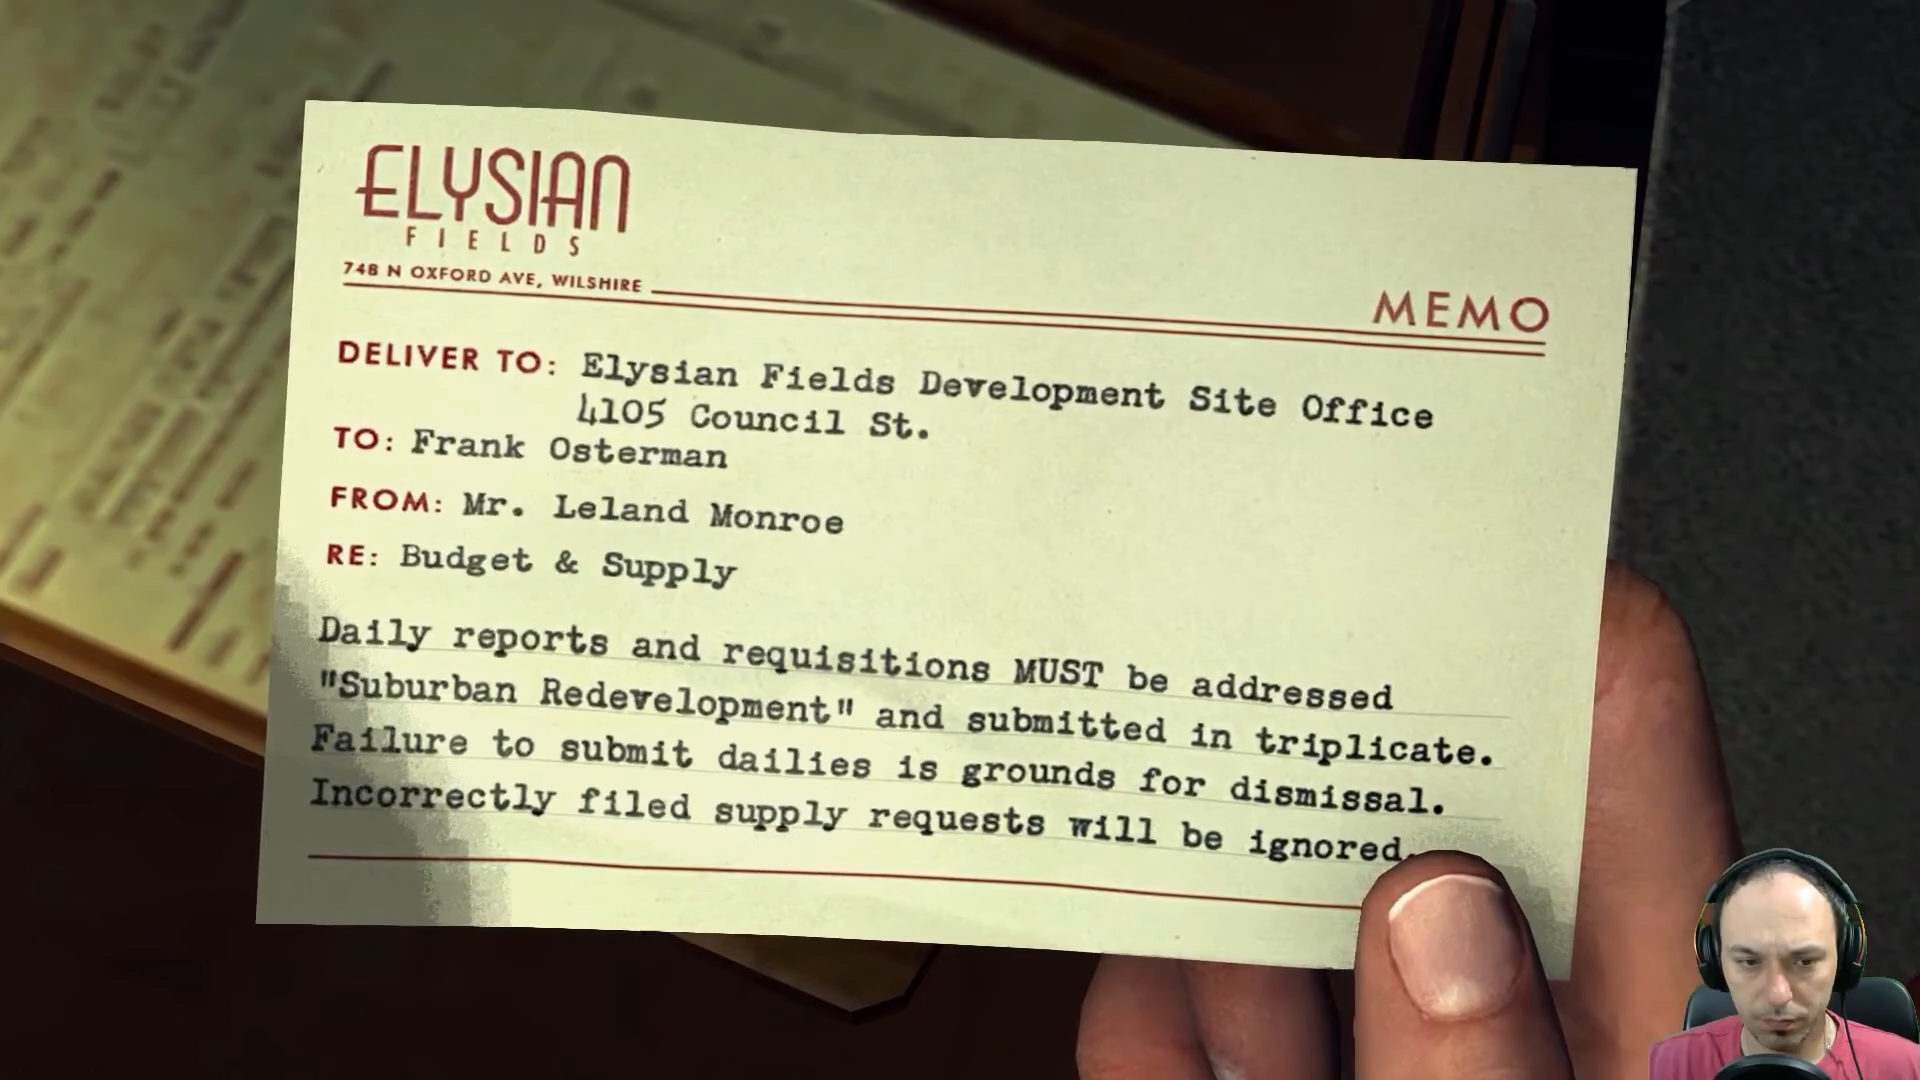 ELYSIAN
FIELDS
748 N OXFORD AVE, WILSHIRE
MEMO
DELIVER TO: Elysian Fields Development Site Office
4105 Council St.
TO: Frank Osterman
FROM: Mr. Leland Monroe
RE: Budget & Supply
Daily reports and requisitions MUST be addressed
"Suburban Redevelopment" and submitted in triplicate.
Failure to submit dailies is grounds for dismissal.
Incorrectly filed supply requests will be ignored.